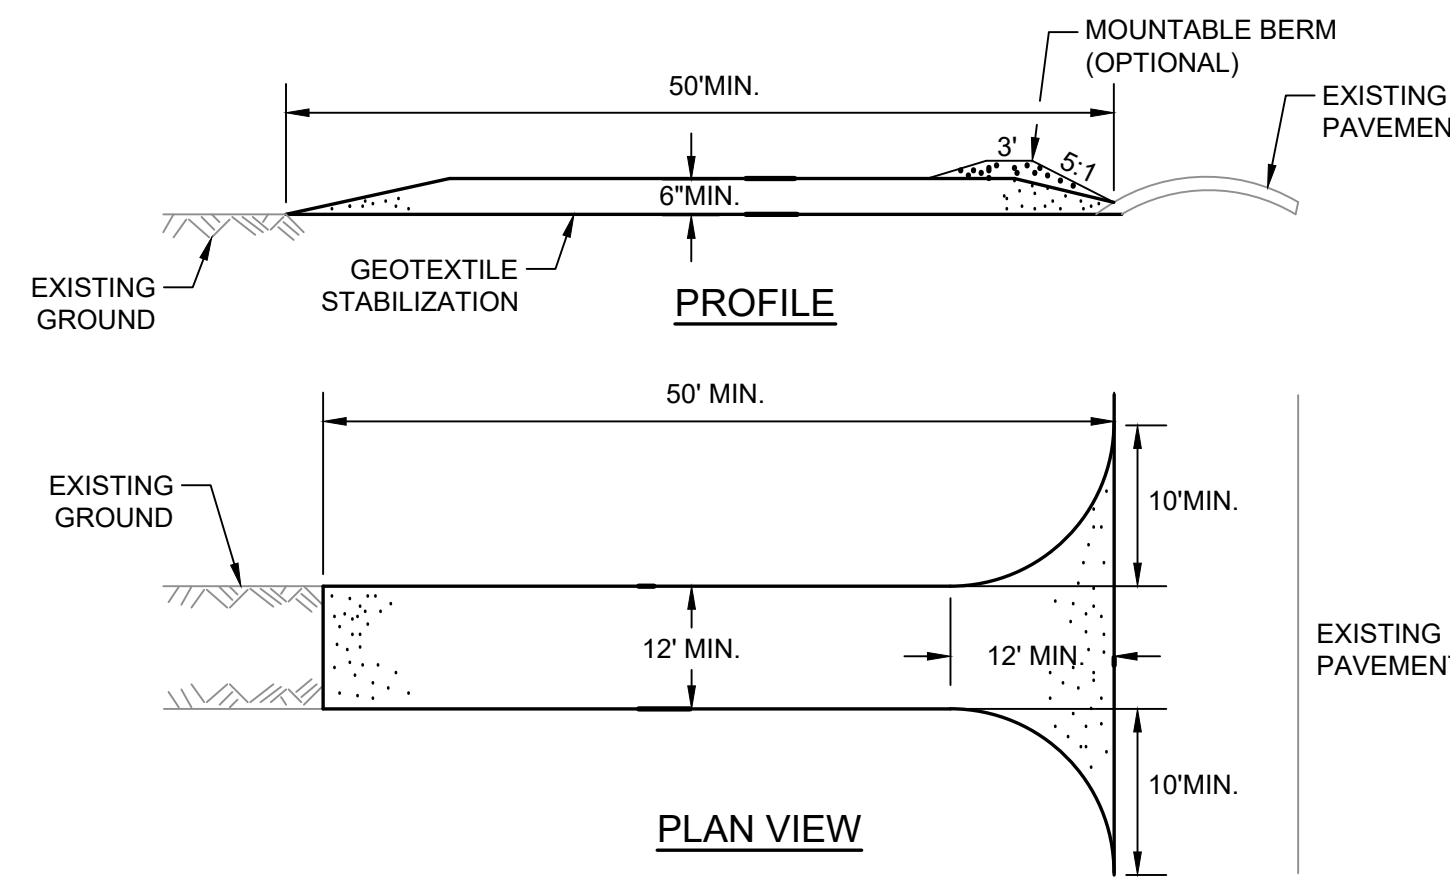 MOUNTABLE BERM
(OPTIONAL)
50'MIN.
EXISTING
PAVEMEN
3'
5:1
6"MIN.
GEOTEXTILE
STABILIZATION
EXISTING
GROUND
PROFILE
50' MIN.
EXISTING
GROUND
10'MIN.
12' MIN.
12' MIN.
EXISTING
PAVEMENT
10'MIN.
PLAN VIEW